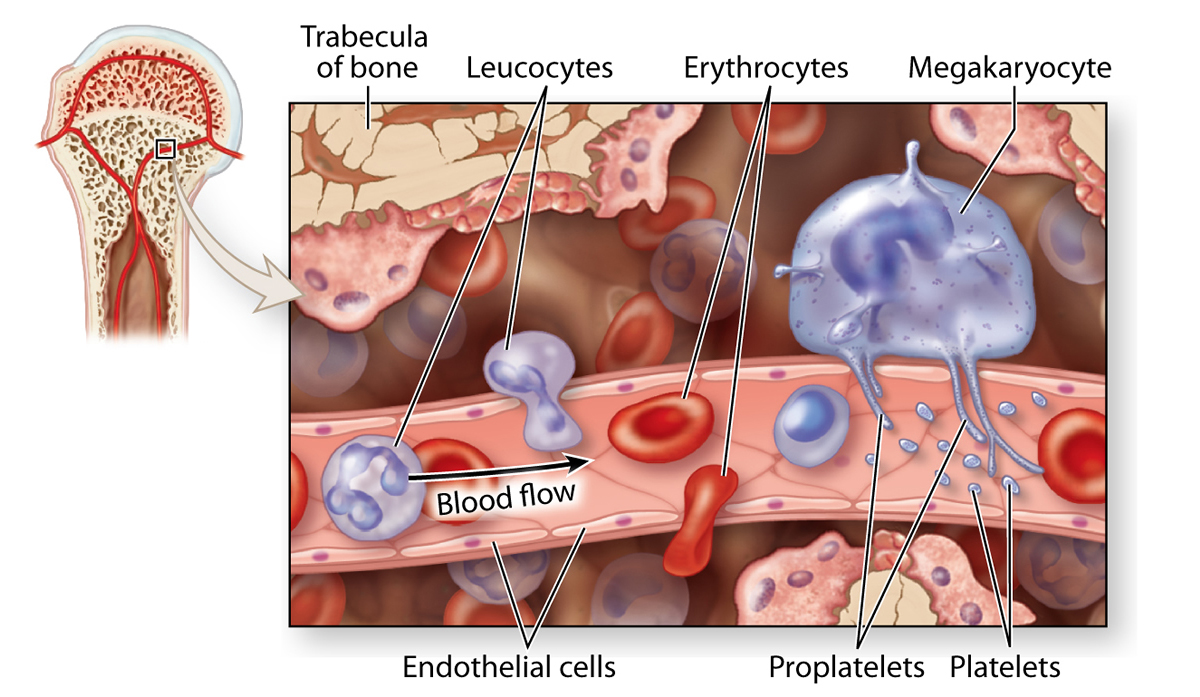 Trabecula
of bone
Leucocytes
Erythrocytes
Megakaryocyte
Blood flow
Endothelial cells
Proplatelets
Platelets